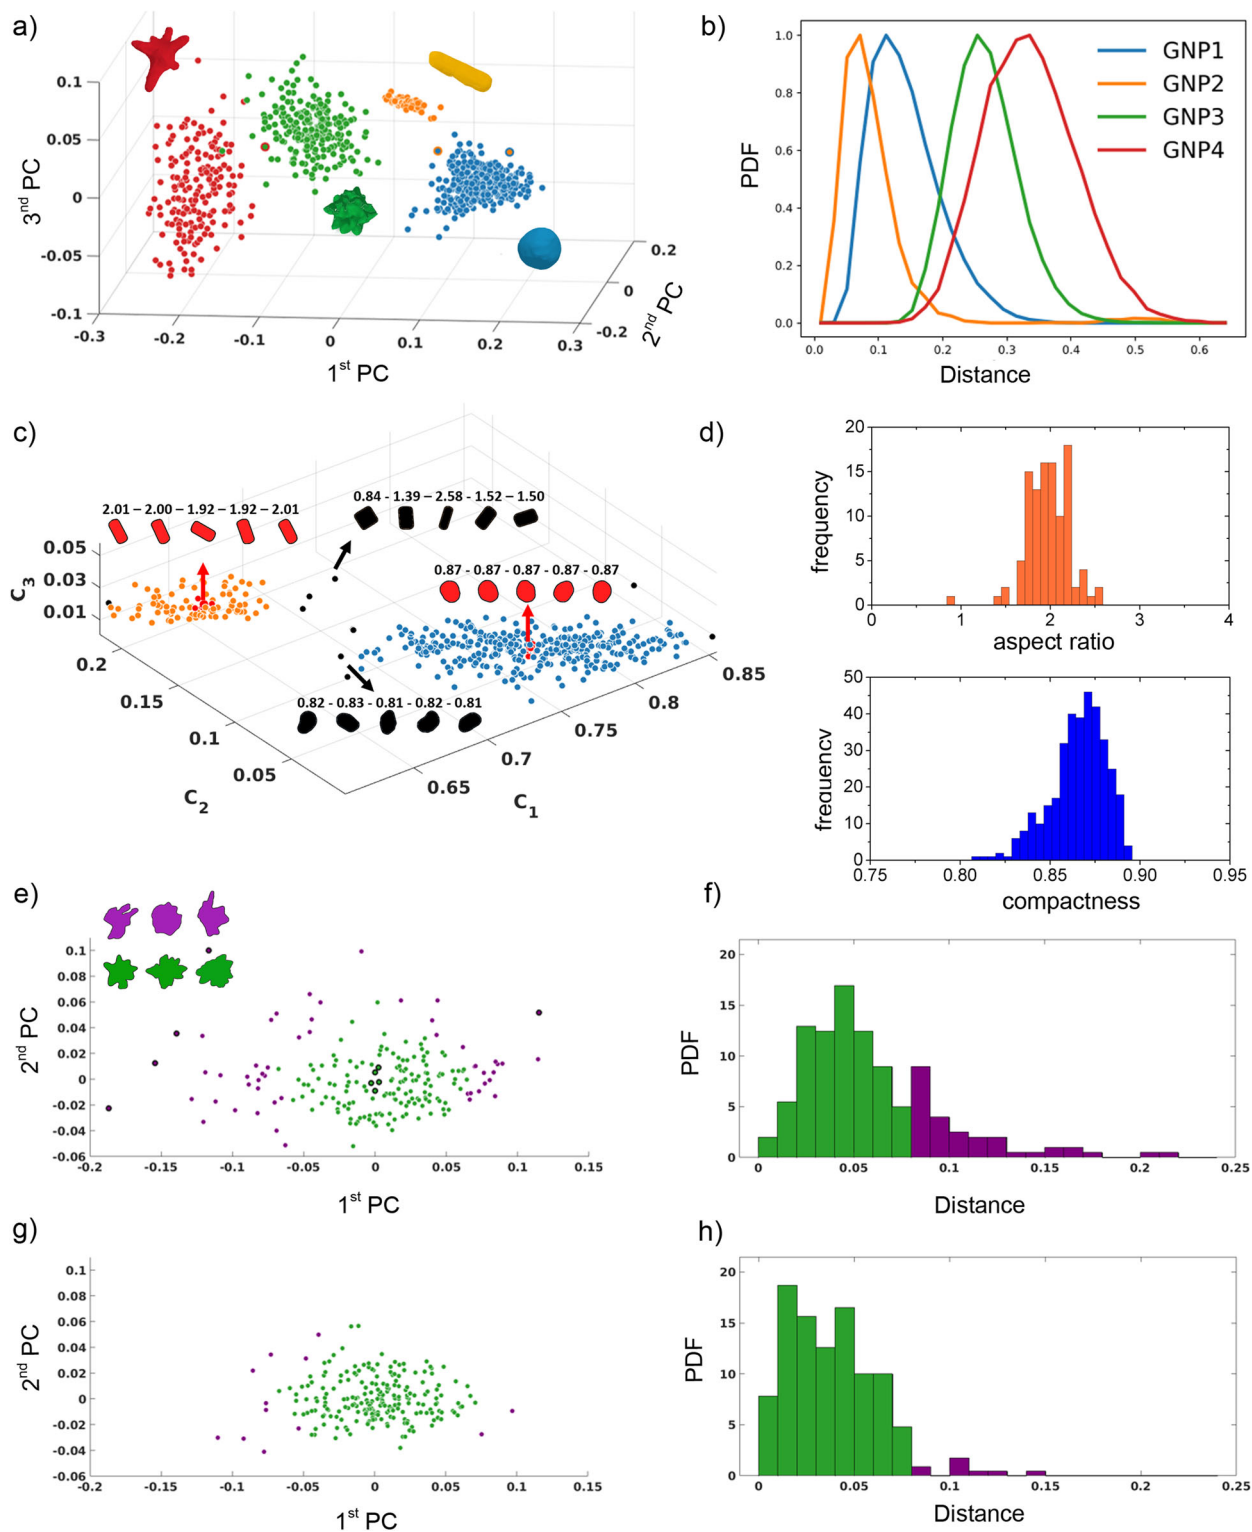 a)
0.1
0.05
0
-0.05
-0.1
3nd PC
-0.3
-0.2
-0.1
0
0.1
0.2
0.3
1st PC
0.2
0
-0.2
2nd PC
b)
1.0
0.8
0.6
0.4
0.2
0.0
PDF
GNP1
GNP2
GNP3
GNP4
0.0 0.1 0.2 0.3 0.4 0.5 0.6
Distance
c)
2.01 – 2.00 – 1.92 – 1.92 – 2.01
0.84 - 1.39 – 2.58 – 1.52 – 1.50
0.87 - 0.87 - 0.87 - 0.87 - 0.87
0.82 - 0.83 - 0.81 - 0.82 - 0.81
0.05
0.03
0.01
C3
0.2
0.15
0.1
0.05
C2
0.65
0.7
0.75
0.8
0.85
C1
d)
20
15
10
5
0
frequency
0 1 2 3 4
aspect ratio
50
40
30
20
10
0
frequency
0.75 0.80 0.85 0.90 0.95
compactness
e)
0.1
0.08
0.06
0.04
0.02
0
-0.02
-0.04
-0.06
2nd PC
-0.2 -0.15 -0.1 -0.05 0 0.05 0.1 0.15
1st PC
f)
20
15
10
5
0
PDF
0 0.05 0.1 0.15 0.2 0.25
Distance
g)
0.1
0.08
0.06
0.04
0.02
0
-0.02
-0.04
-0.06
2nd PC
-0.2 -0.15 -0.1 -0.05 0 0.05 0.1 0.15
1st PC
h)
20
15
10
5
0
PDF
0 0.05 0.1 0.15 0.2 0.25
Distance